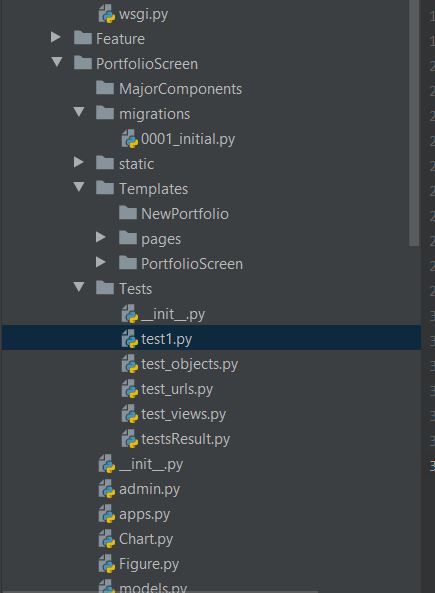 wsgi.py
Feature
PortfolioScreen
MajorComponents
migrations
0001_initial.py
static
Templates
NewPortfolio
pages
PortfolioScreen
Tests
__init__.py
test1.py
test_objects.py
test_urls.py
test_views.py
testsResult.py
__init__.py
admin.py
apps.py
Chart.py
Figure.py
models.py